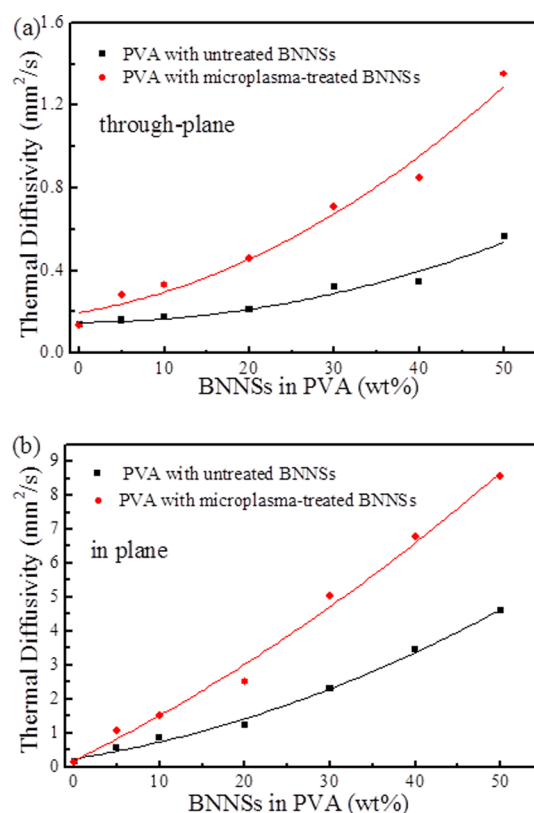 (a)
PVA with untreated BNNSs
PVA with microplasma-treated BNNSs
through-plane
Thermal Diffusivity (mm²/s)
1.6
1.2
0.8
0.4
0.0
0 10 20 30 40 50
BNNSs in PVA (wt%)
(b)
PVA with untreated BNNSs
PVA with microplasma-treated BNNSs
in plane
Thermal Diffusivity (mm²/s)
9
8
7
6
5
4
3
2
1
0
0 10 20 30 40 50
BNNSs in PVA (wt%)